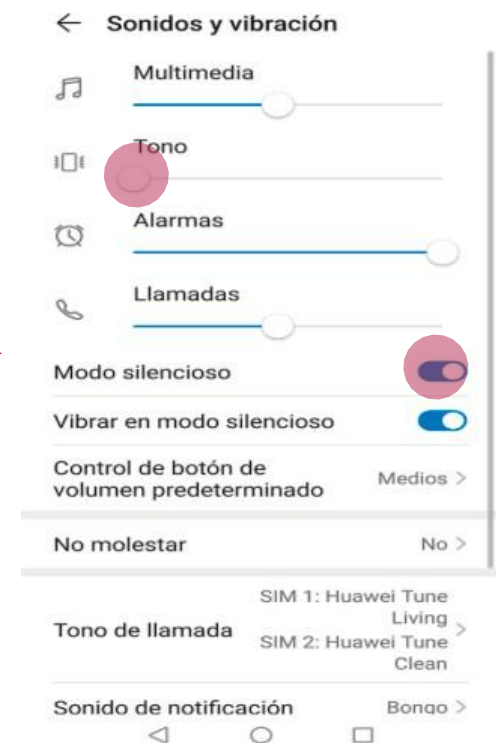 Sonidos y vibración
Multimedia
Tono
Alarmas
Llamadas
Modo silencioso
Vibrar en modo silencioso
Control de botón de
volumen predeterminado
Medios >
No molestar
No >
SIM 1: Huawei Tune
Living
Tono de llamada
SIM 2: Huawei Tune
Clean
Sonido de notificación
Bongo >